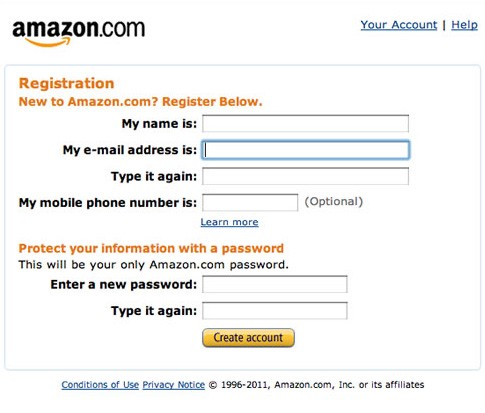 amazon.com
Your Account | Help
Registration
New to Amazon.com? Register Below.
My name is:
My e-mail address is:
Type it again:
My mobile phone number is: (Optional)
Learn more
Protect your information with a password
This will be your only Amazon.com password.
Enter a new password:
Type it again:
Create account
Conditions of Use Privacy Notice © 1996-2011, Amazon.com, Inc. or its affiliates